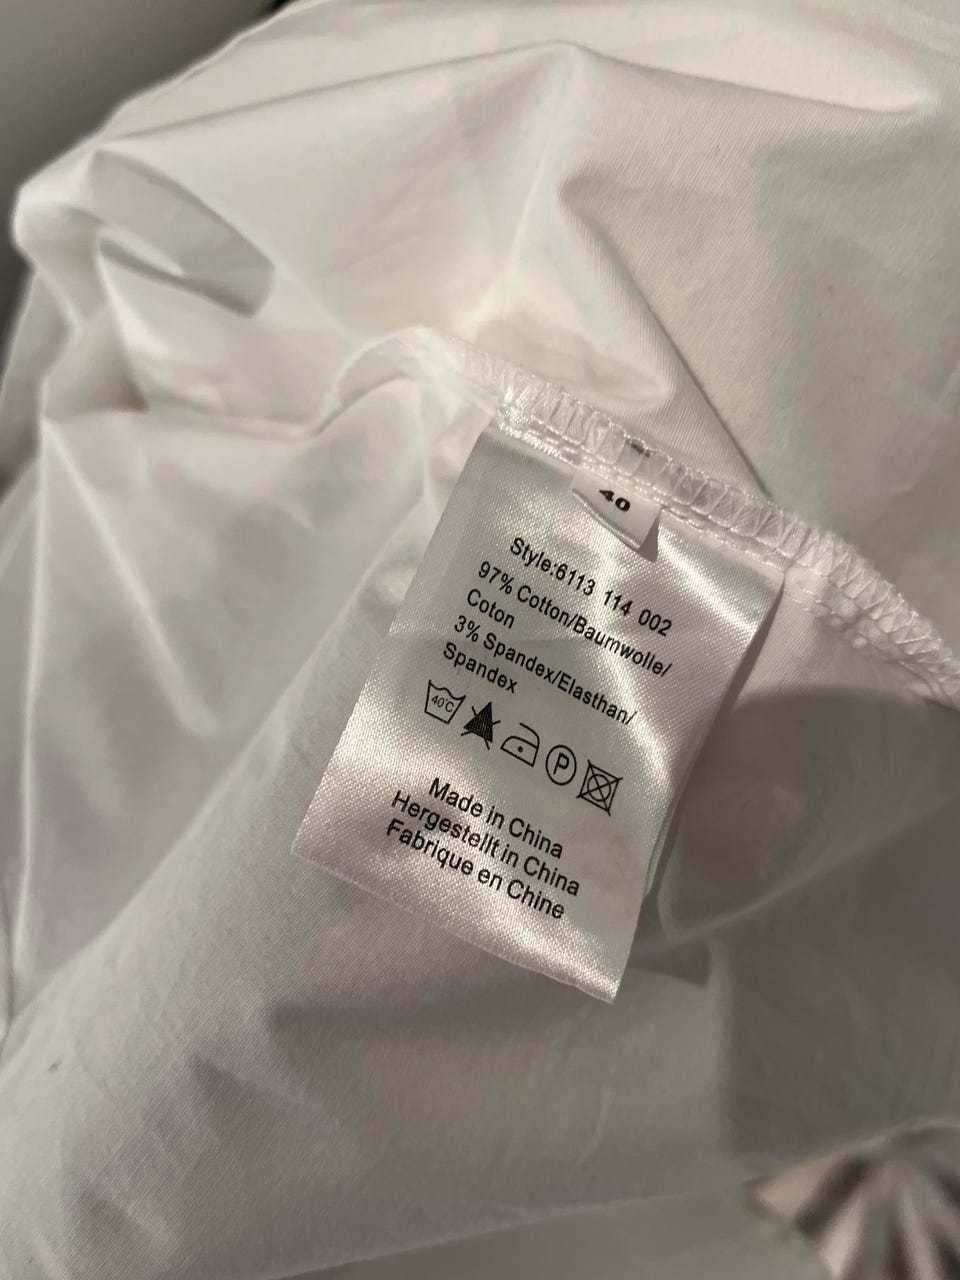 40
Style:6113 114 002
97% Cotton/Baumwolle/
Coton
3% Spandex/Elasthan/
Spandex
40°C
P
Made in China
Hergestellt in China
Fabrique en Chine